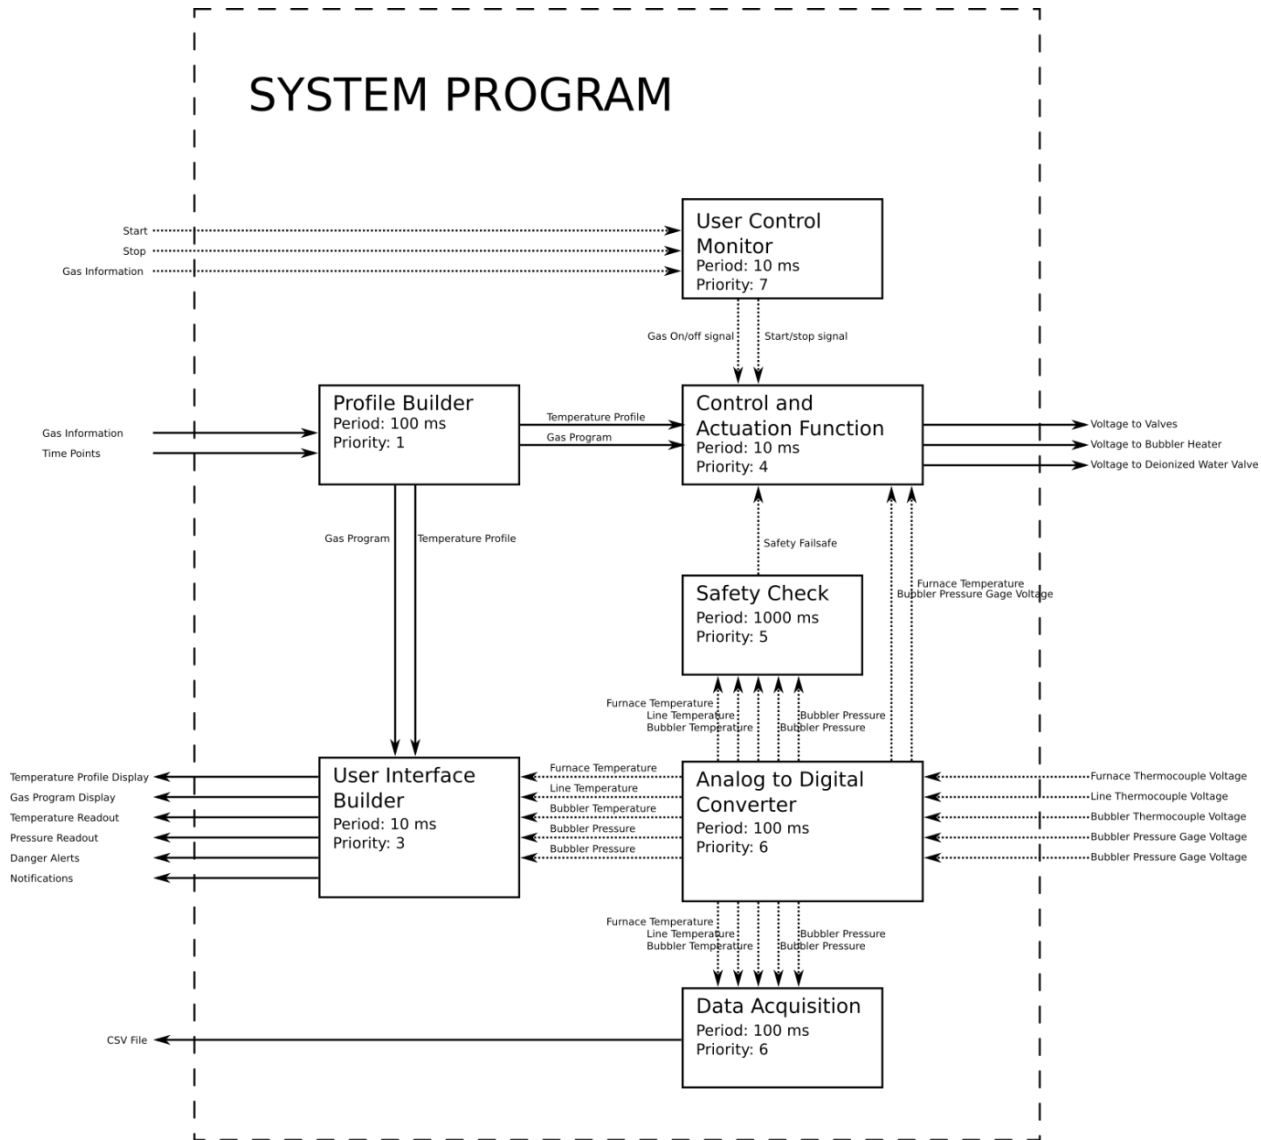 SYSTEM PROGRAM
Start
Stop
Gas Information
User Control
Monitor
Period: 10 ms
Priority: 7
Gas On/off signal
Start/stop signal
Gas Information
Time Points
Profile Builder
Period: 100 ms
Priority: 1
Temperature Profile
Gas Program
Control and
Actuation Function
Period: 10 ms
Priority: 4
Voltage to Valves
Voltage to Bubbler Heater
Voltage to Deionized Water Valve
Gas Program
Temperature Profile
Safety Failsafe
Furnace Temperature
Bubbler Pressure Gage Voltage
Safety Check
Period: 1000 ms
Priority: 5
Furnace Temperature
Line Temperature
Bubbler Temperature
Bubbler Pressure
Bubbler Pressure
Temperature Profile Display
Gas Program Display
Temperature Readout
Pressure Readout
Danger Alerts
Notifications
User Interface
Builder
Period: 10 ms
Priority: 3
Furnace Temperature
Line Temperature
Bubbler Temperature
Bubbler Pressure
Bubbler Pressure
Analog to Digital
Converter
Period: 100 ms
Priority: 6
Furnace Thermocouple Voltage
Line Thermocouple Voltage
Bubbler Thermocouple Voltage
Bubbler Pressure Gage Voltage
Bubbler Pressure Gage Voltage
Furnace Temperature
Line Temperature
Bubbler Temperature
Bubbler Pressure
Bubbler Pressure
Data Acquisition
Period: 100 ms
Priority: 6
CSV File